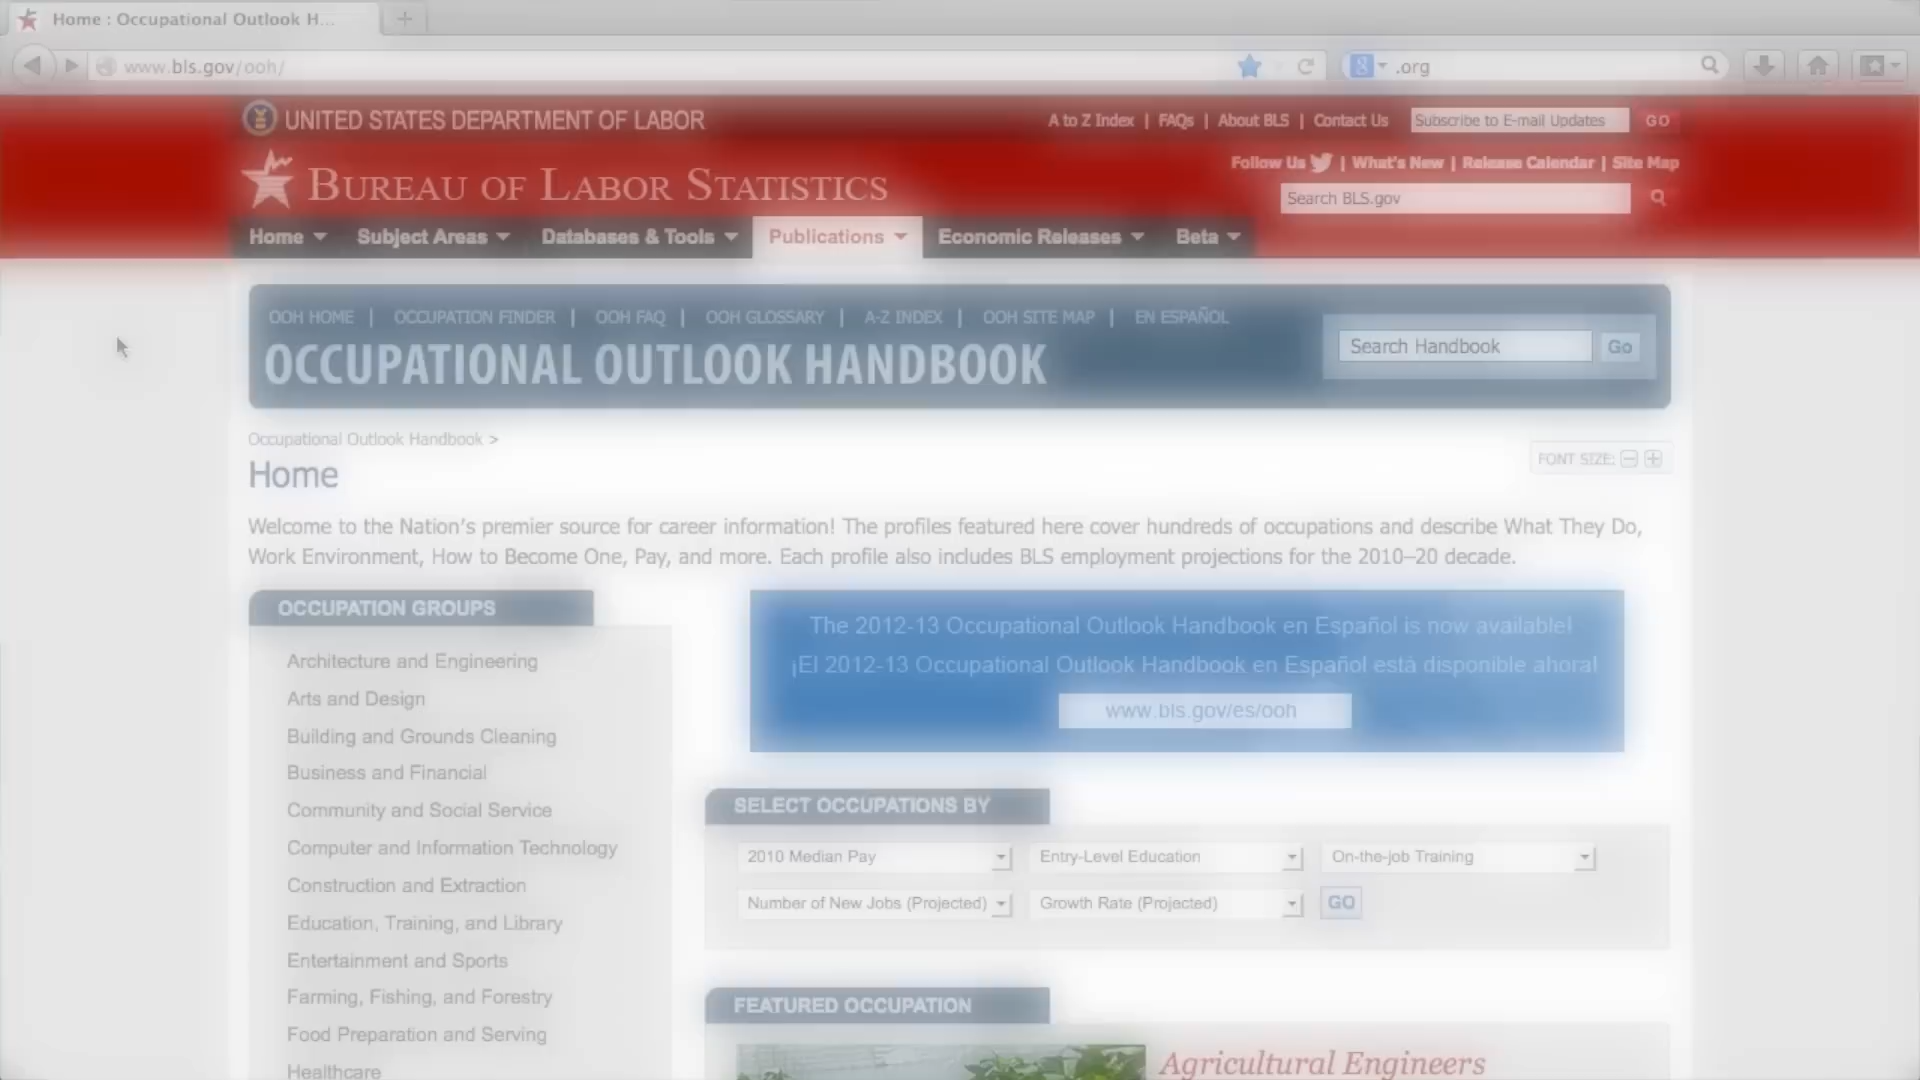 Home : Occupational Outlook H...
www.bls.gov/ooh/
.org
UNITED STATES DEPARTMENT OF LABOR
A to Z Index | FAQs | About BLS | Contact Us
Subscribe to E-mail Updates
GO
Follow Us | What's New | Release Calendar | Site Map
BUREAU OF LABOR STATISTICS
Search BLS.gov
Home
Subject Areas
Databases & Tools
Publications
Economic Releases
Beta
OOH HOME | OCCUPATION FINDER | OOH FAQ | OOH GLOSSARY | A-Z INDEX | OOH SITE MAP | EN ESPAÑOL
OCCUPATIONAL OUTLOOK HANDBOOK
Search Handbook
Go
Occupational Outlook Handbook >
FONT SIZE:
Home
Welcome to the Nation's premier source for career information! The profiles featured here cover hundreds of occupations and describe What They Do,
Work Environment, How to Become One, Pay, and more. Each profile also includes BLS employment projections for the 2010–20 decade.
OCCUPATION GROUPS
Architecture and Engineering
Arts and Design
Building and Grounds Cleaning
Business and Financial
Community and Social Service
Computer and Information Technology
Construction and Extraction
Education, Training, and Library
Entertainment and Sports
Farming, Fishing, and Forestry
Food Preparation and Serving
Healthcare
The 2012-13 Occupational Outlook Handbook en Español is now available!
¡El 2012-13 Occupational Outlook Handbook en Español está disponible ahora!
www.bls.gov/es/ooh
SELECT OCCUPATIONS BY
2010 Median Pay
Entry-Level Education
On-the-job Training
Number of New Jobs (Projected)
Growth Rate (Projected)
GO
FEATURED OCCUPATION
Agricultural Engineers